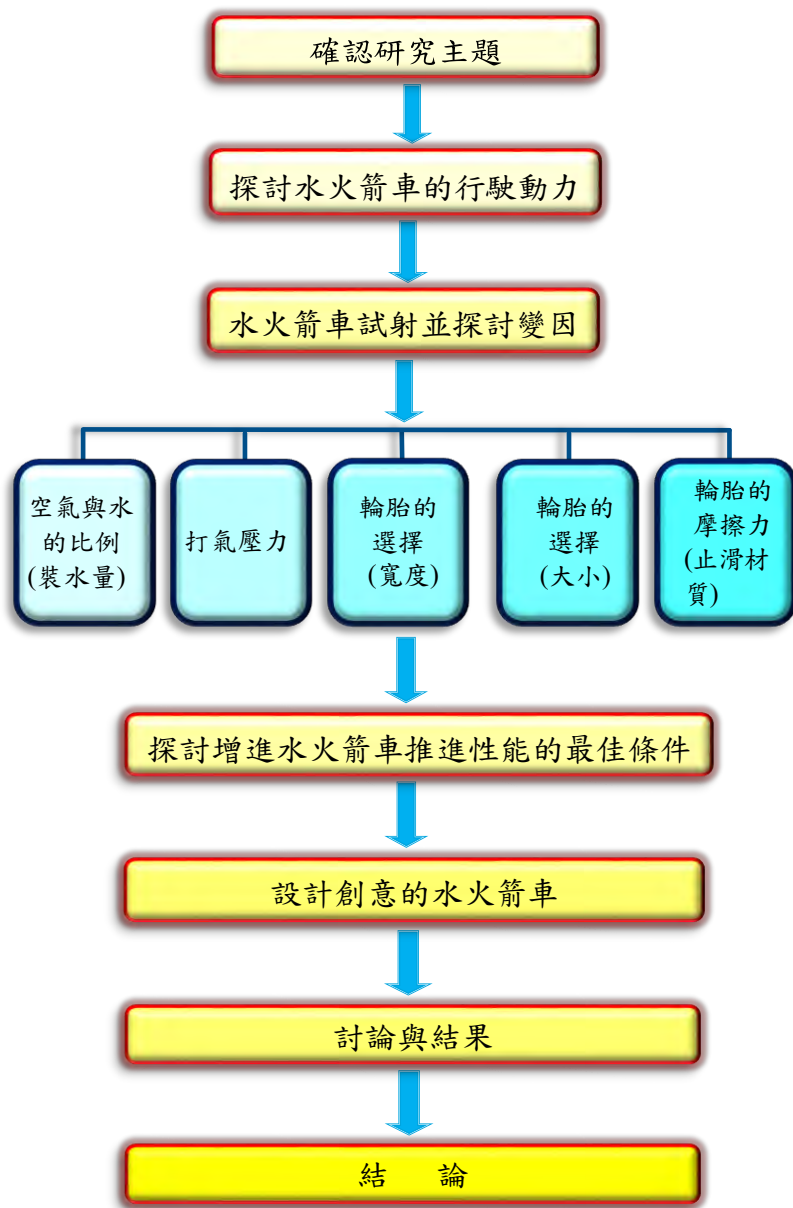 確認研究主題
探討水火箭車的行駛動力
水火箭車試射並探討變因
空氣與水
的比例
(裝水量)
打氣壓力
輪胎的
選擇
(寬度)
輪胎的
選擇
(大小)
輪胎的
摩擦力
(止滑材
質)
探討增進水火箭車推進性能的最佳條件
設計創意的水火箭車
討論與結果
結 論